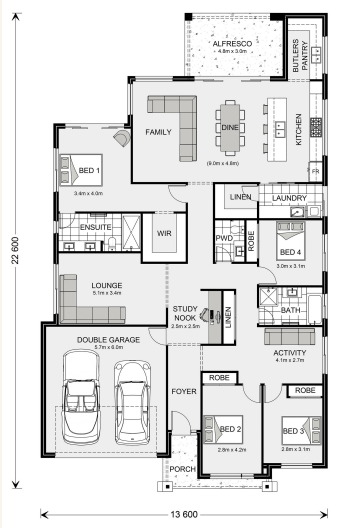 ALFRESCO
4.8m x 3.0m
BUTLERS
PANTRY
FAMILY
DINE
(9.0m x 4.8m)
KITCHEN
FR
BED 1
3.4m x 4.0m
LINEN
LAUNDRY
ENSUITE
WIR
PWD
ROBE
BED 4
3.0m x 3.1m
LOUNGE
5.1m x 3.4m
STUDY
NOOK
2.5m x 2.5m
LINEN
BATH
22 600
DOUBLE GARAGE
5.7m x 6.0m
ACTIVITY
4.1m x 2.7m
FOYER
ROBE
ROBE
BED 2
2.8m x 4.2m
BED 3
2.8m x 3.1m
PORCH
13 600